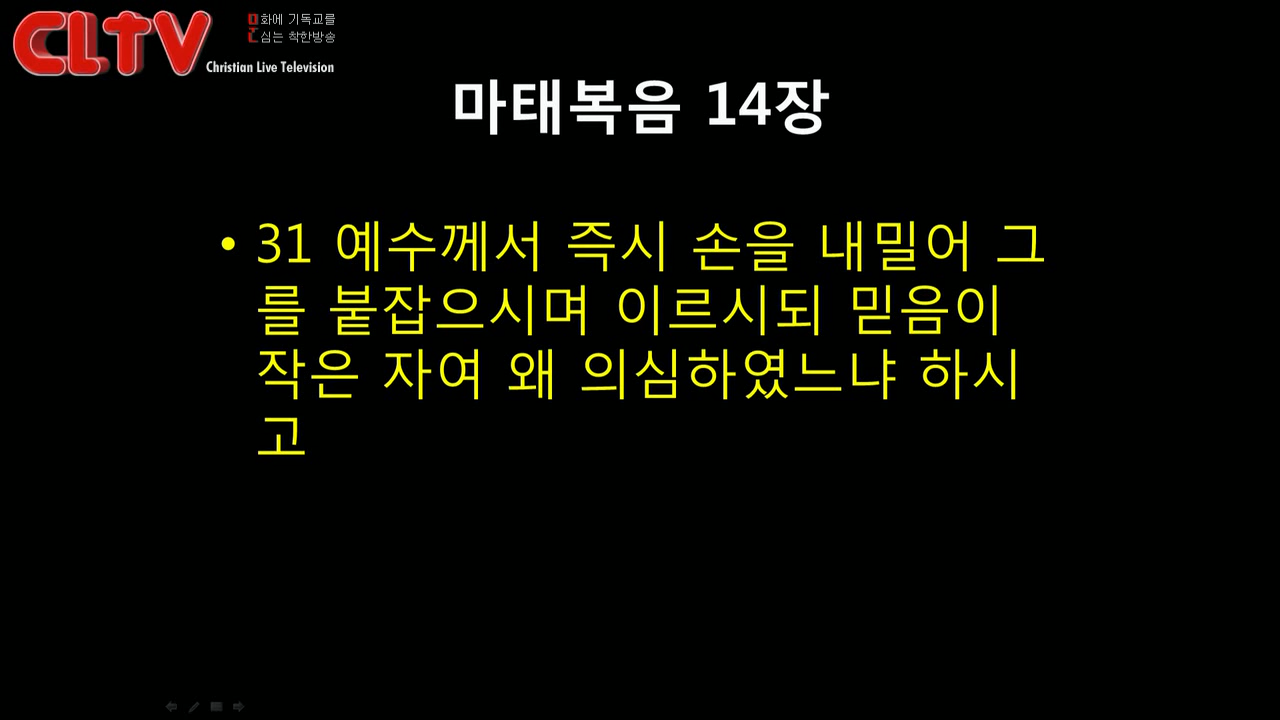 CLTV
문화에 기독교를
심는 착한방송
Christian Live Television
마태복음 14장
• 31 예수께서 즉시 손을 내밀어 그
를 붙잡으시며 이르시되 믿음이
작은 자여 왜 의심하였느냐 하시
고